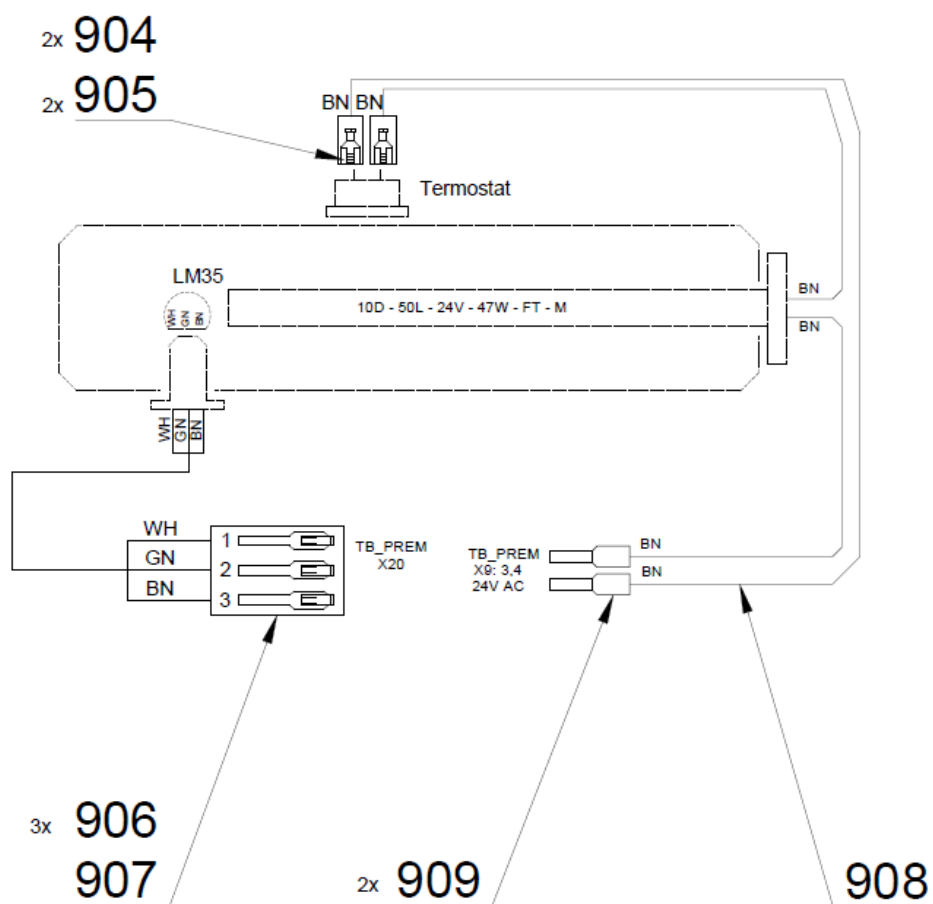 2x 904
2x 905
BN BN
Termostat
LM35
WH
GN
BN
10D - 50L - 24V - 47W - FT - M
BN
BN
WH
GN
BN
WH
GN
BN
1
2
3
TB_PREM
X20
TB_PREM
X9: 3,4
24V AC
BN
BN
3x 906
907
2x 909
908